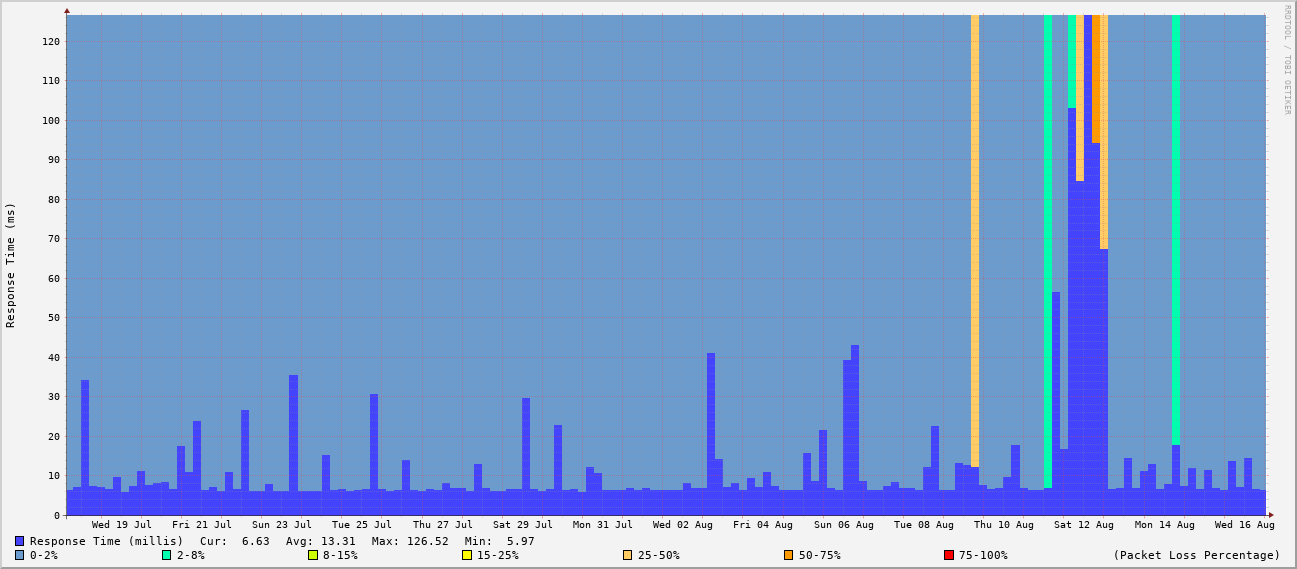 RRDTOOL / TOBI OETIKER
Response Time (ms)
120
110
100
90
80
70
60
50
40
30
20
10
0
Wed 19 Jul Fri 21 Jul Sun 23 Jul Tue 25 Jul Thu 27 Jul Sat 29 Jul Mon 31 Jul Wed 02 Aug Fri 04 Aug Sun 06 Aug Tue 08 Aug Thu 10 Aug Sat 12 Aug Mon 14 Aug Wed 16 Aug
Response Time (millis) Cur: 6.63 Avg: 13.31 Max: 126.52 Min: 5.97
0-2% 2-8% 8-15% 15-25% 25-50% 50-75% 75-100% (Packet Loss Percentage)